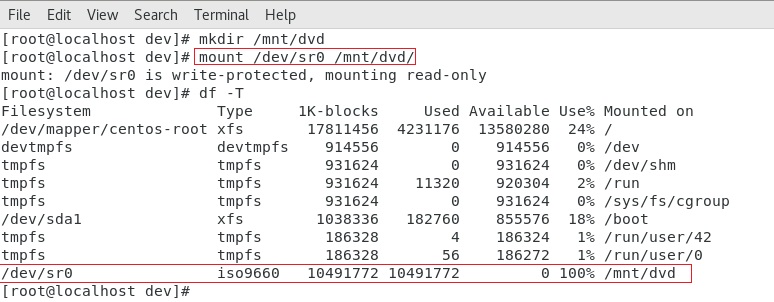 File Edit View Search Terminal Help
[root@localhost dev]# mkdir /mnt/dvd
[root@localhost dev]# mount /dev/sr0 /mnt/dvd/
mount: /dev/sr0 is write-protected, mounting read-only
[root@localhost dev]# df -T
Filesystem              Type     1K-blocks     Used Available Use% Mounted on
/dev/mapper/centos-root xfs       17811456  4231176  13580280  24% /
devtmpfs                devtmpfs    914556        0    914556   0% /dev
tmpfs                   tmpfs       931624        0    931624   0% /dev/shm
tmpfs                   tmpfs       931624    11320    920304   2% /run
tmpfs                   tmpfs       931624        0    931624   0% /sys/fs/cgroup
/dev/sda1               xfs        1038336   182760    855576  18% /boot
tmpfs                   tmpfs       186328        4    186324   1% /run/user/42
tmpfs                   tmpfs       186328       56    186272   1% /run/user/0
/dev/sr0                iso9660   10491772 10491772         0 100% /mnt/dvd
[root@localhost dev]#